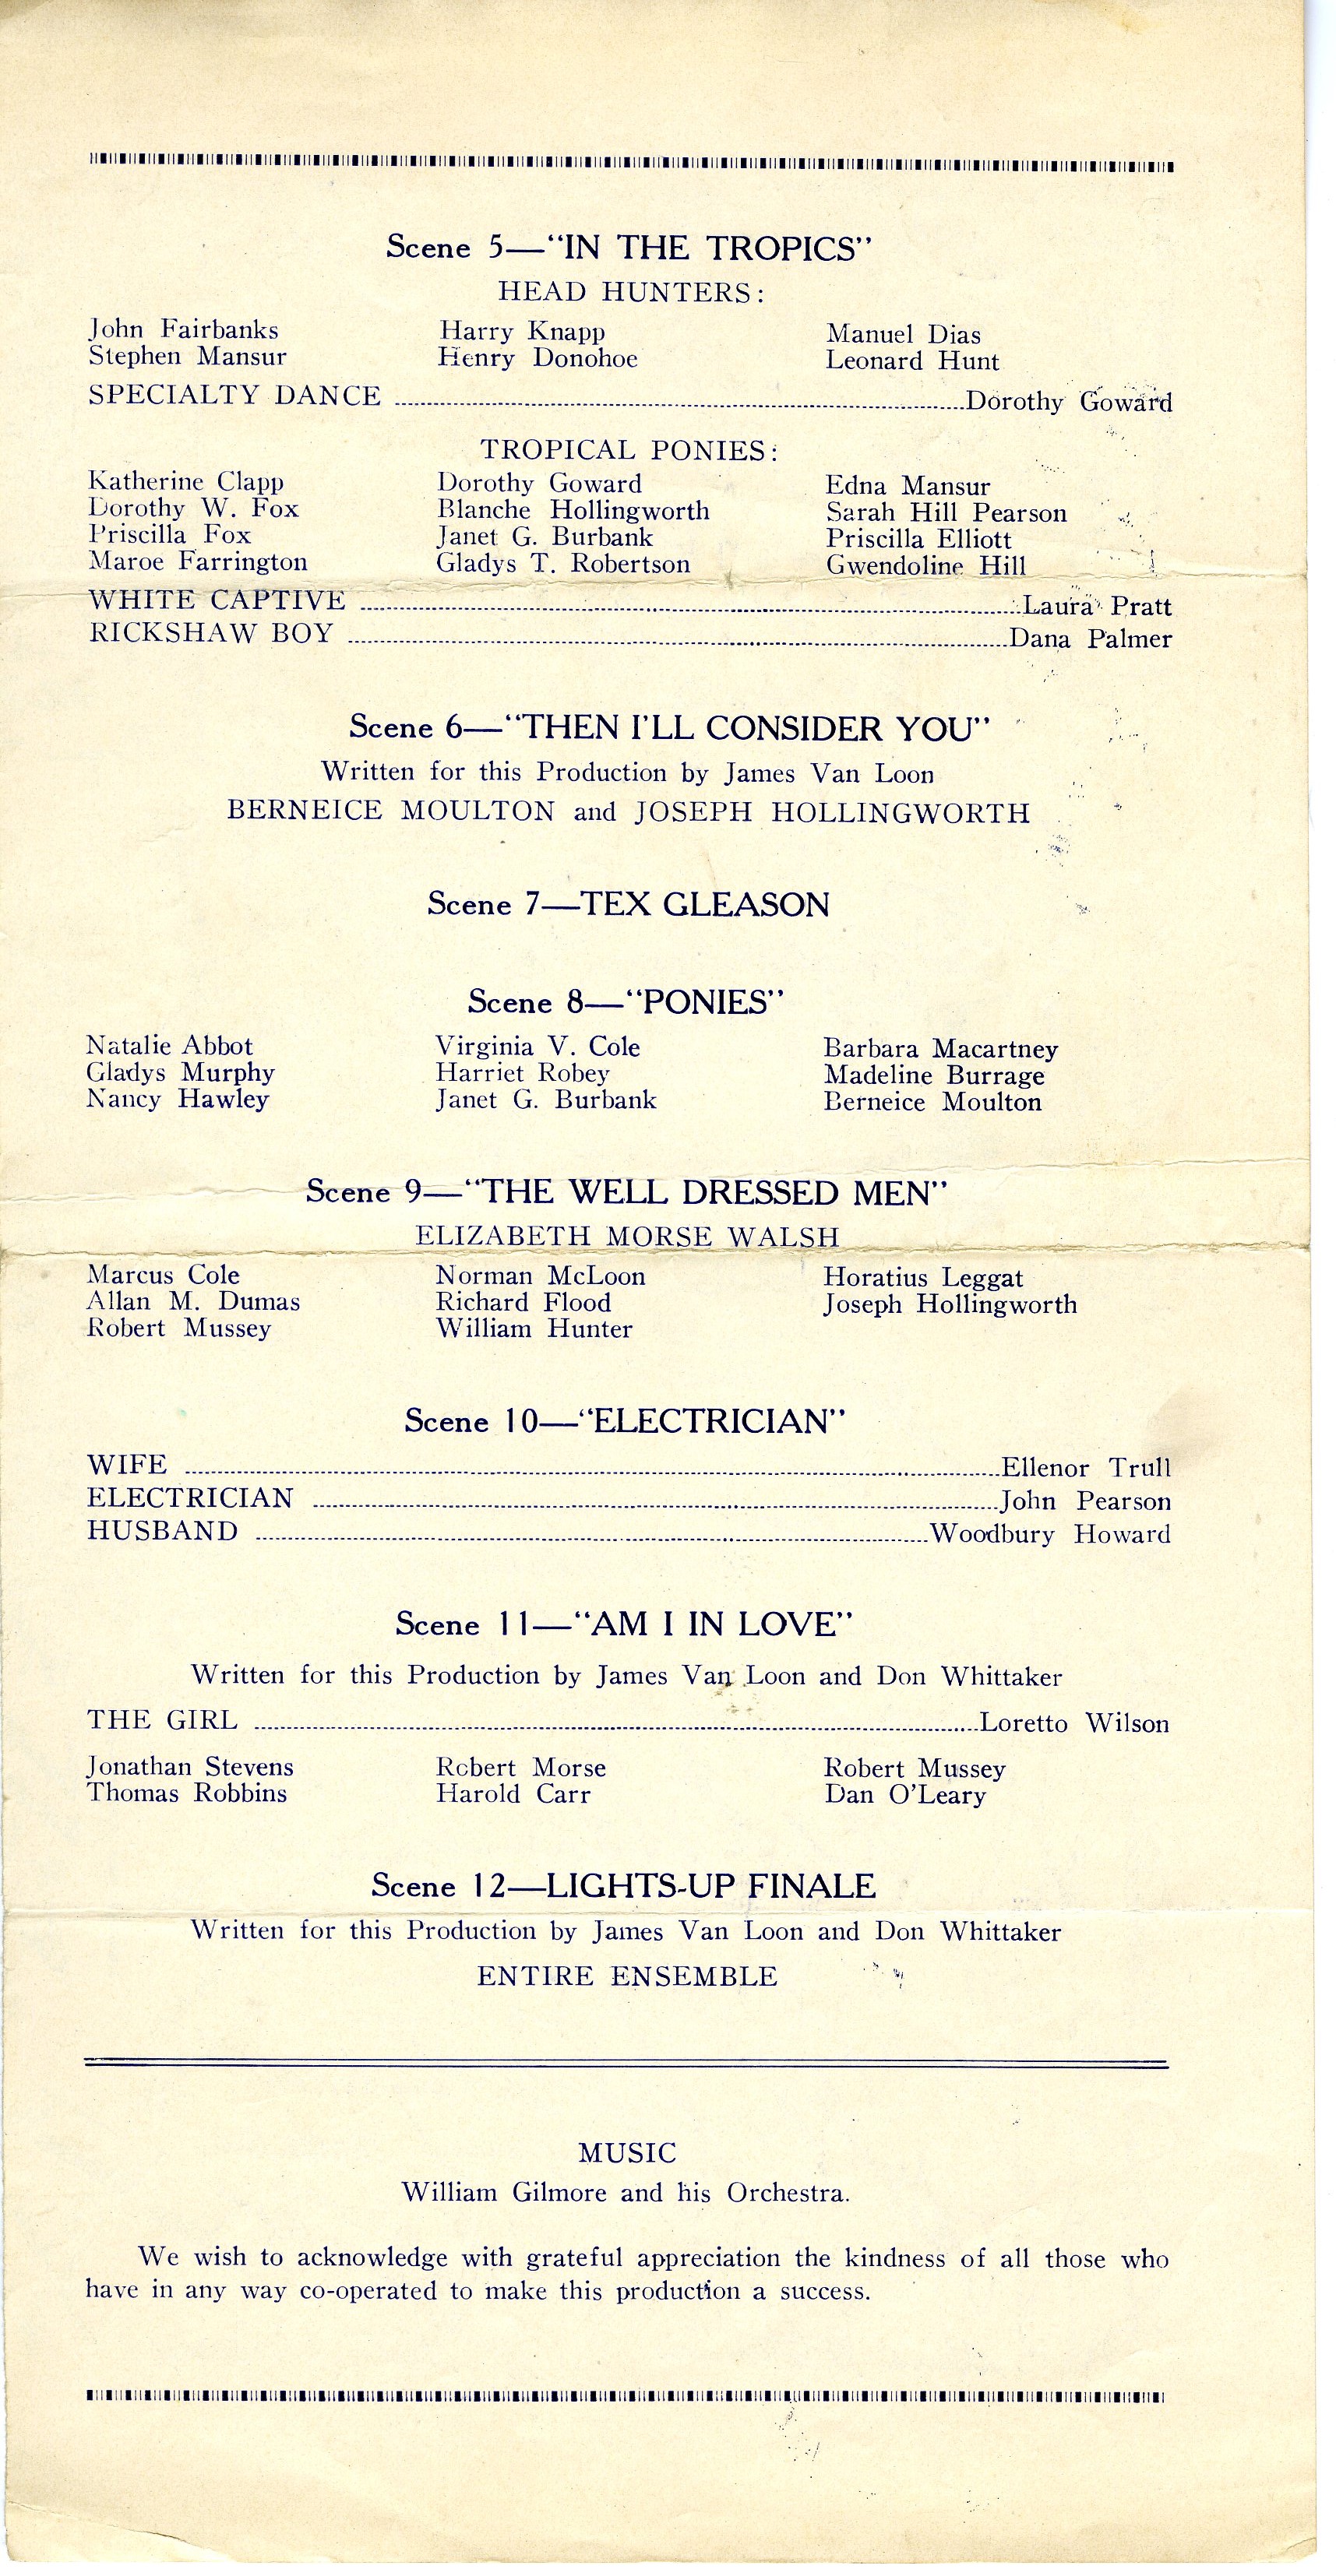 Scene 5—"IN THE TROPICS"
HEAD HUNTERS:
John Fairbanks Harry Knapp Manuel Dias
Stephen Mansur Henry Donohoe Leonard Hunt
SPECIALTY DANCE ........ Dorothy Goward
TROPICAL PONIES:
Katherine Clapp Dorothy Goward Edna Mansur
Dorothy W. Fox Blanche Hollingworth Sarah Hill Pearson
Priscilla Fox Janet G. Burbank Priscilla Elliott
Maroe Farrington Gladys T. Robertson Gwendoline Hill
WHITE CAPTIVE ........ Laura Pratt
RICKSHAW BOY ........ Dana Palmer
Scene 6—"THEN I'LL CONSIDER YOU"
Written for this Production by James Van Loon
BERNEICE MOULTON and JOSEPH HOLLINGWORTH
Scene 7—TEX GLEASON
Scene 8—"PONIES"
Natalie Abbot Virginia V. Cole Barbara Macartney
Gladys Murphy Harriet Robey Madeline Burrage
Nancy Hawley Janet G. Burbank Berneice Moulton
Scene 9—"THE WELL DRESSED MEN"
ELIZABETH MORSE WALSH
Marcus Cole Norman McLoon Horatius Leggat
Allan M. Dumas Richard Flood Joseph Hollingworth
Robert Mussey William Hunter
Scene 10—"ELECTRICIAN"
WIFE ........ Ellenor Trull
ELECTRICIAN ........ John Pearson
HUSBAND ........ Woodbury Howard
Scene 11—"AM I IN LOVE"
Written for this Production by James Van Loon and Don Whittaker
THE GIRL ........ Loretto Wilson
Jonathan Stevens Robert Morse Robert Mussey
Thomas Robbins Harold Carr Dan O'Leary
Scene 12—LIGHTS-UP FINALE
Written for this Production by James Van Loon and Don Whittaker
ENTIRE ENSEMBLE
MUSIC
William Gilmore and his Orchestra.
We wish to acknowledge with grateful appreciation the kindness of all those who
have in any way co-operated to make this production a success.